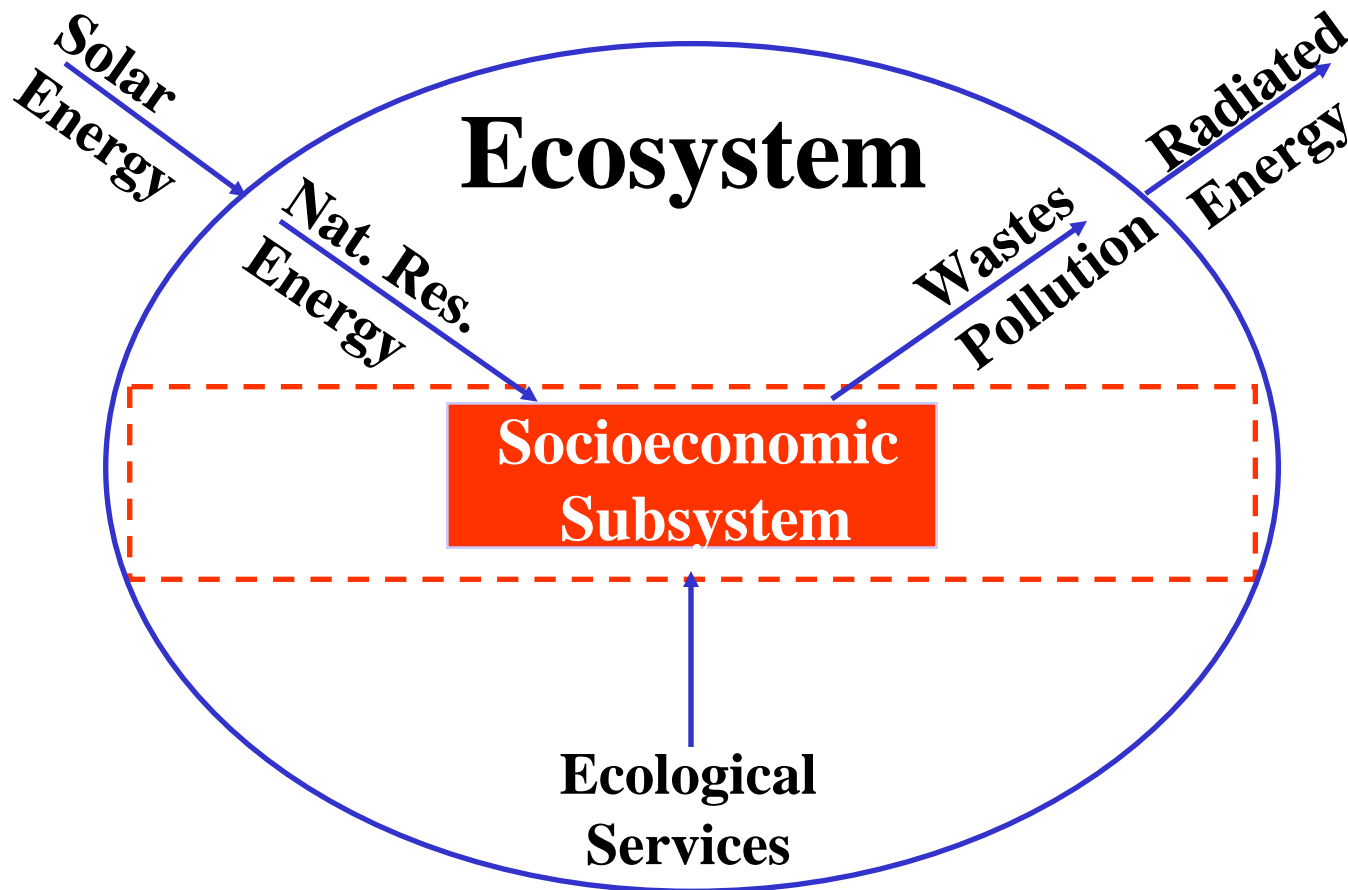 Solar
Energy
Ecosystem
Radiated
Energy
Nat. Res.
Energy
Wastes
Pollution
Socioeconomic
Subsystem
Ecological
Services